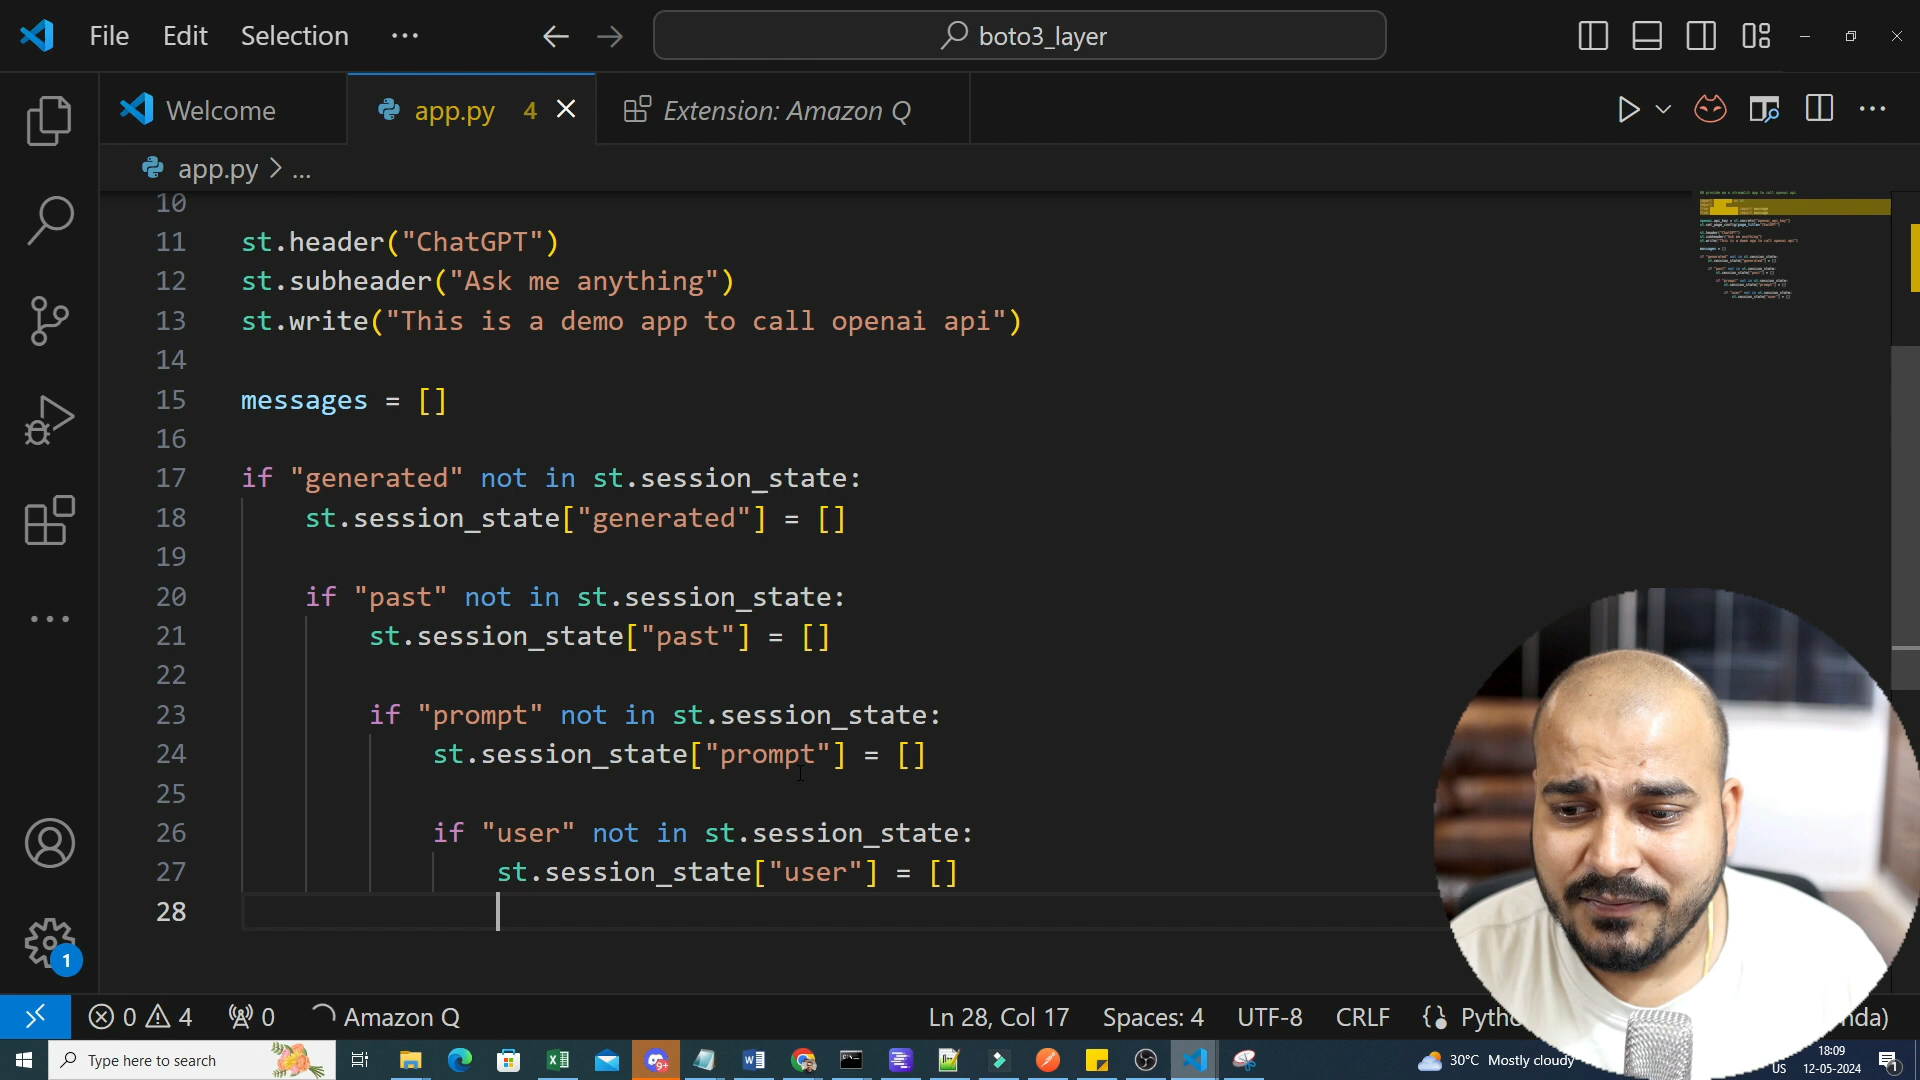 File Edit Selection ··· boto3_layer
Welcome app.py 4 Extension: Amazon Q
app.py > ...
10
11 st.header("ChatGPT")
12 st.subheader("Ask me anything")
13 st.write("This is a demo app to call openai api")
14
15 messages = []
16
17 if "generated" not in st.session_state:
18 st.session_state["generated"] = []
19
20 if "past" not in st.session_state:
21 st.session_state["past"] = []
22
23 if "prompt" not in st.session_state:
24 st.session_state["prompt"] = []
25
26 if "user" not in st.session_state:
27 st.session_state["user"] = []
28
1
0 4 0 Amazon Q Ln 28, Col 17 Spaces: 4 UTF-8 CRLF {} Pytho nda)
Type here to search 9+ 30°C Mostly cloudy US 18:09 1
12-05-2024